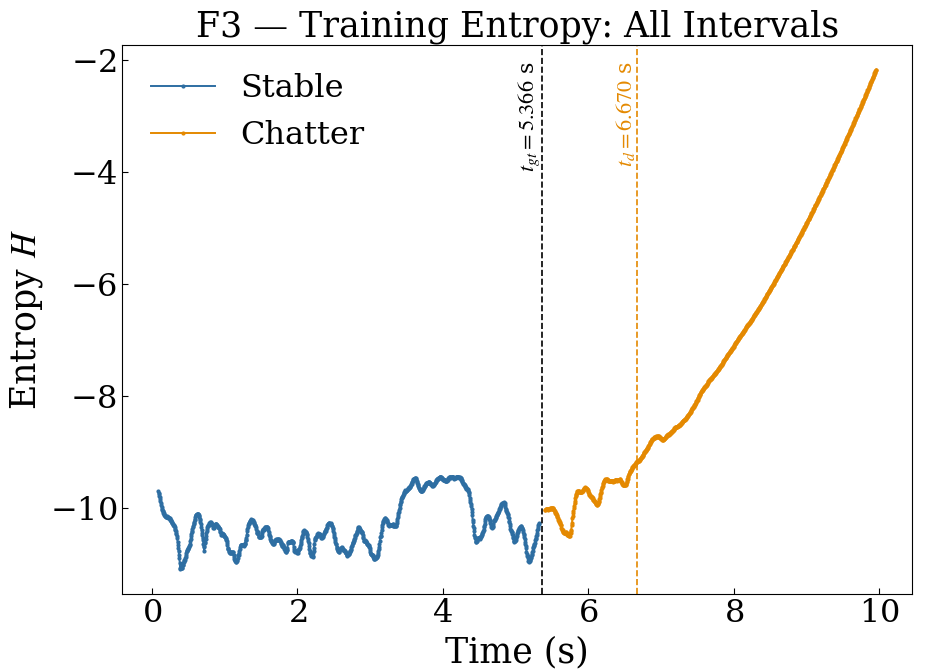 F3 — Training Entropy: All Intervals
Stable
Chatter
t_gt = 5.366 s
t_d = 6.670 s
Entropy H
−2
−4
−6
−8
−10
0 2 4 6 8 10
Time (s)